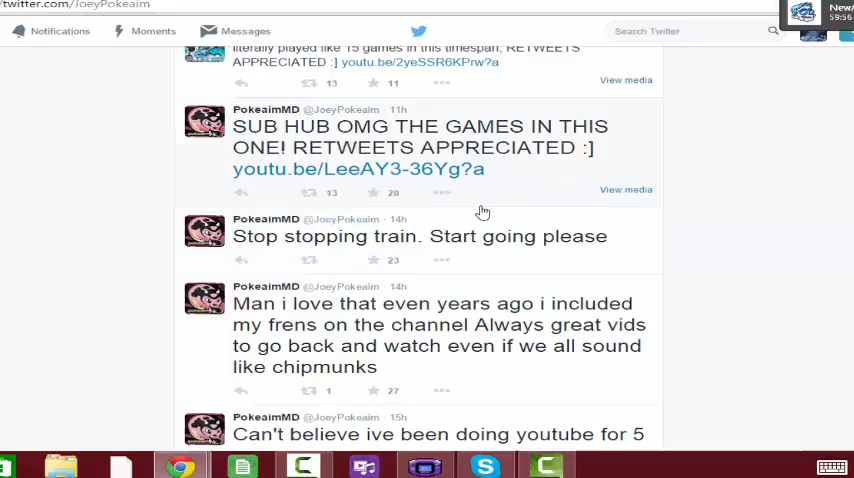 /twitter.com/JoeyPokeaim
New
59:56
Notifications Moments Messages Search Twitter
literally played like 15 games in this timespan, RETWEETS
APPRECIATED :] youtu.be/2yeSSR6KPrw?a
13 11 View media
PokeaimMD @JoeyPokeaim · 11h
SUB HUB OMG THE GAMES IN THIS
ONE! RETWEETS APPRECIATED :]
youtu.be/LeeAY3-36Yg?a
13 20 View media
PokeaimMD @JoeyPokeaim · 14h
Stop stopping train. Start going please
23
PokeaimMD @JoeyPokeaim · 14h
Man i love that even years ago i included
my frens on the channel Always great vids
to go back and watch even if we all sound
like chipmunks
1 27
PokeaimMD @JoeyPokeaim · 15h
Can't believe ive been doing youtube for 5